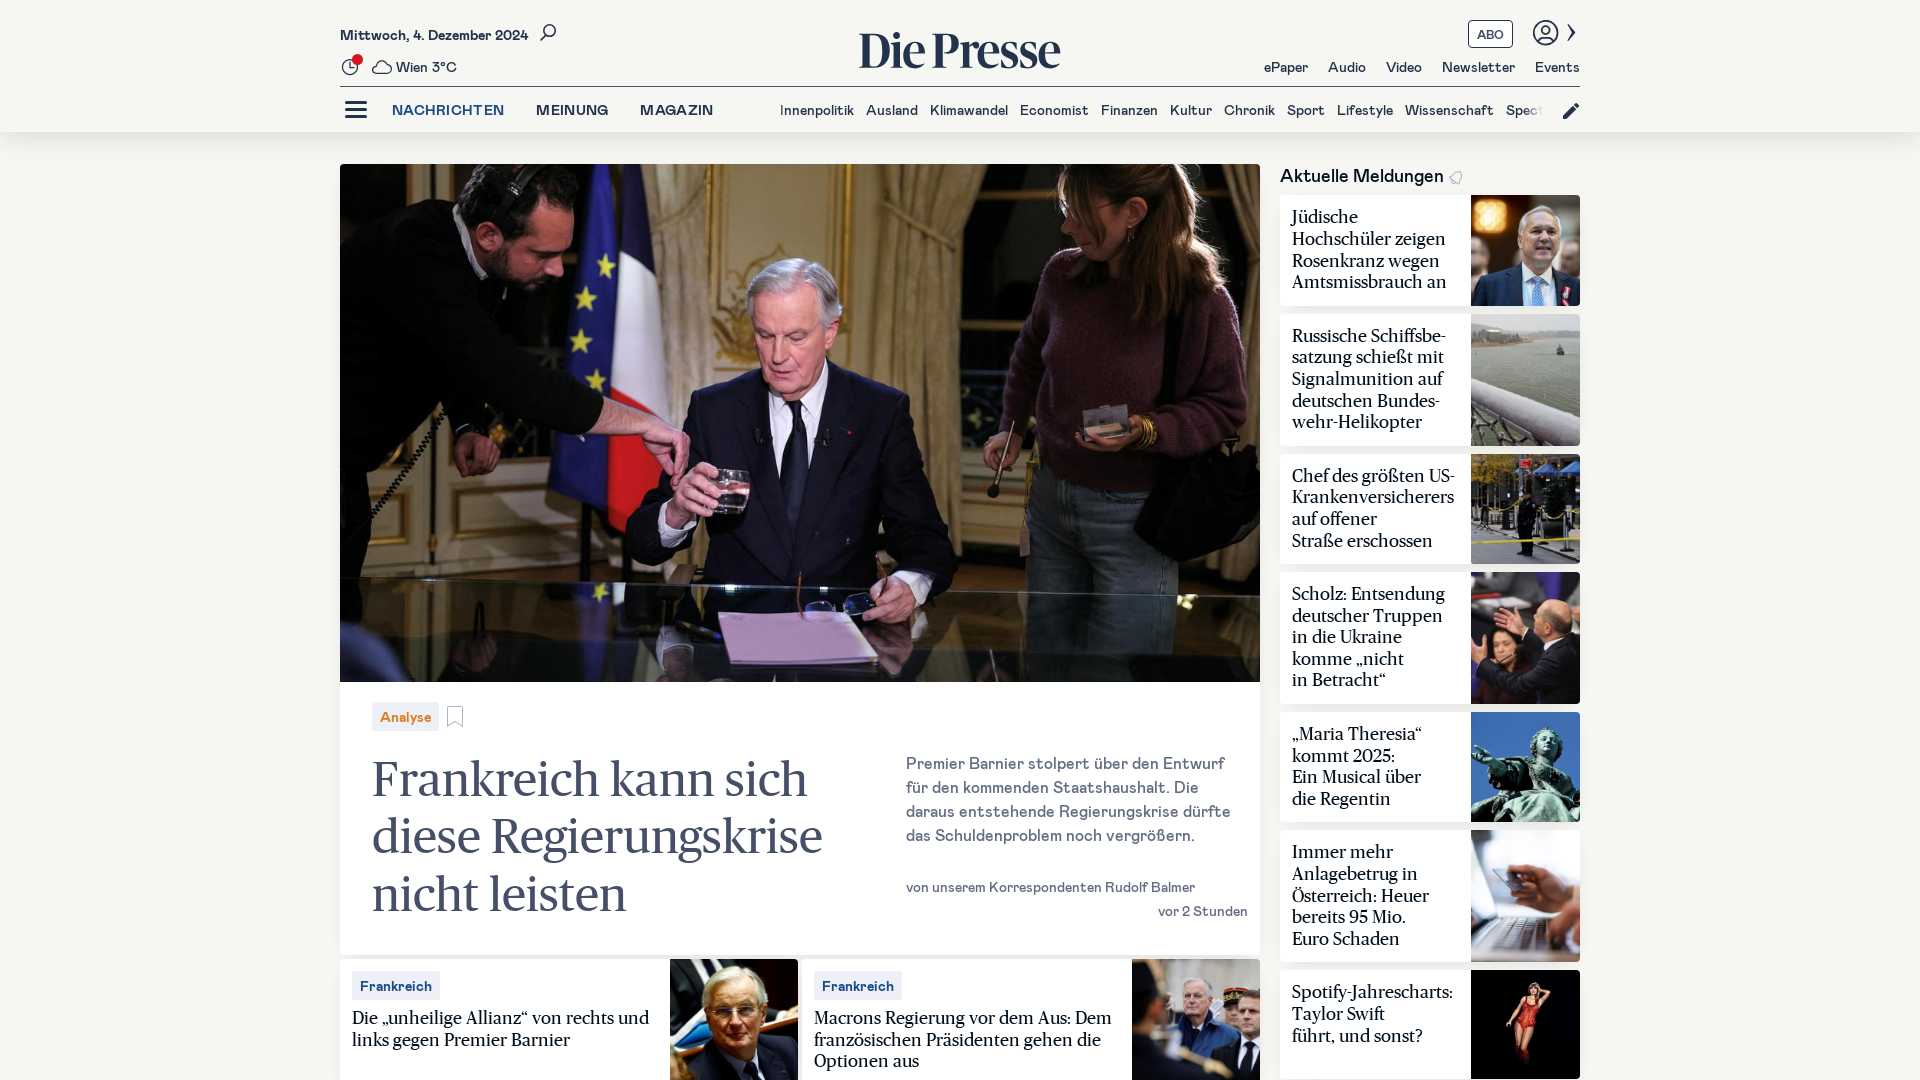 Mittwoch, 4. Dezember 2024
Wien 3°C
Die Presse
ABO
ePaper Audio Video Newsletter Events
NACHRICHTEN MEINUNG MAGAZIN
Innenpolitik Ausland Klimawandel Economist Finanzen Kultur Chronik Sport Lifestyle Wissenschaft Spect
Analyse
Frankreich kann sich
diese Regierungskrise
nicht leisten
Premier Barnier stolpert über den Entwurf
für den kommenden Staatshaushalt. Die
daraus entstehende Regierungskrise dürfte
das Schuldenproblem noch vergrößern.
von unserem Korrespondenten Rudolf Balmer
vor 2 Stunden
Frankreich
Die „unheilige Allianz“ von rechts und
links gegen Premier Barnier
Frankreich
Macrons Regierung vor dem Aus: Dem
französischen Präsidenten gehen die
Optionen aus
Aktuelle Meldungen
Jüdische
Hochschüler zeigen
Rosenkranz wegen
Amtsmissbrauch an
Russische Schiffsbe-
satzung schießt mit
Signalmunition auf
deutschen Bundes-
wehr-Helikopter
Chef des größten US-
Krankenversicherers
auf offener
Straße erschossen
Scholz: Entsendung
deutscher Truppen
in die Ukraine
komme „nicht
in Betracht“
„Maria Theresia“
kommt 2025:
Ein Musical über
die Regentin
Immer mehr
Anlagebetrug in
Österreich: Heuer
bereits 95 Mio.
Euro Schaden
Spotify-Jahrescharts:
Taylor Swift
führt, und sonst?